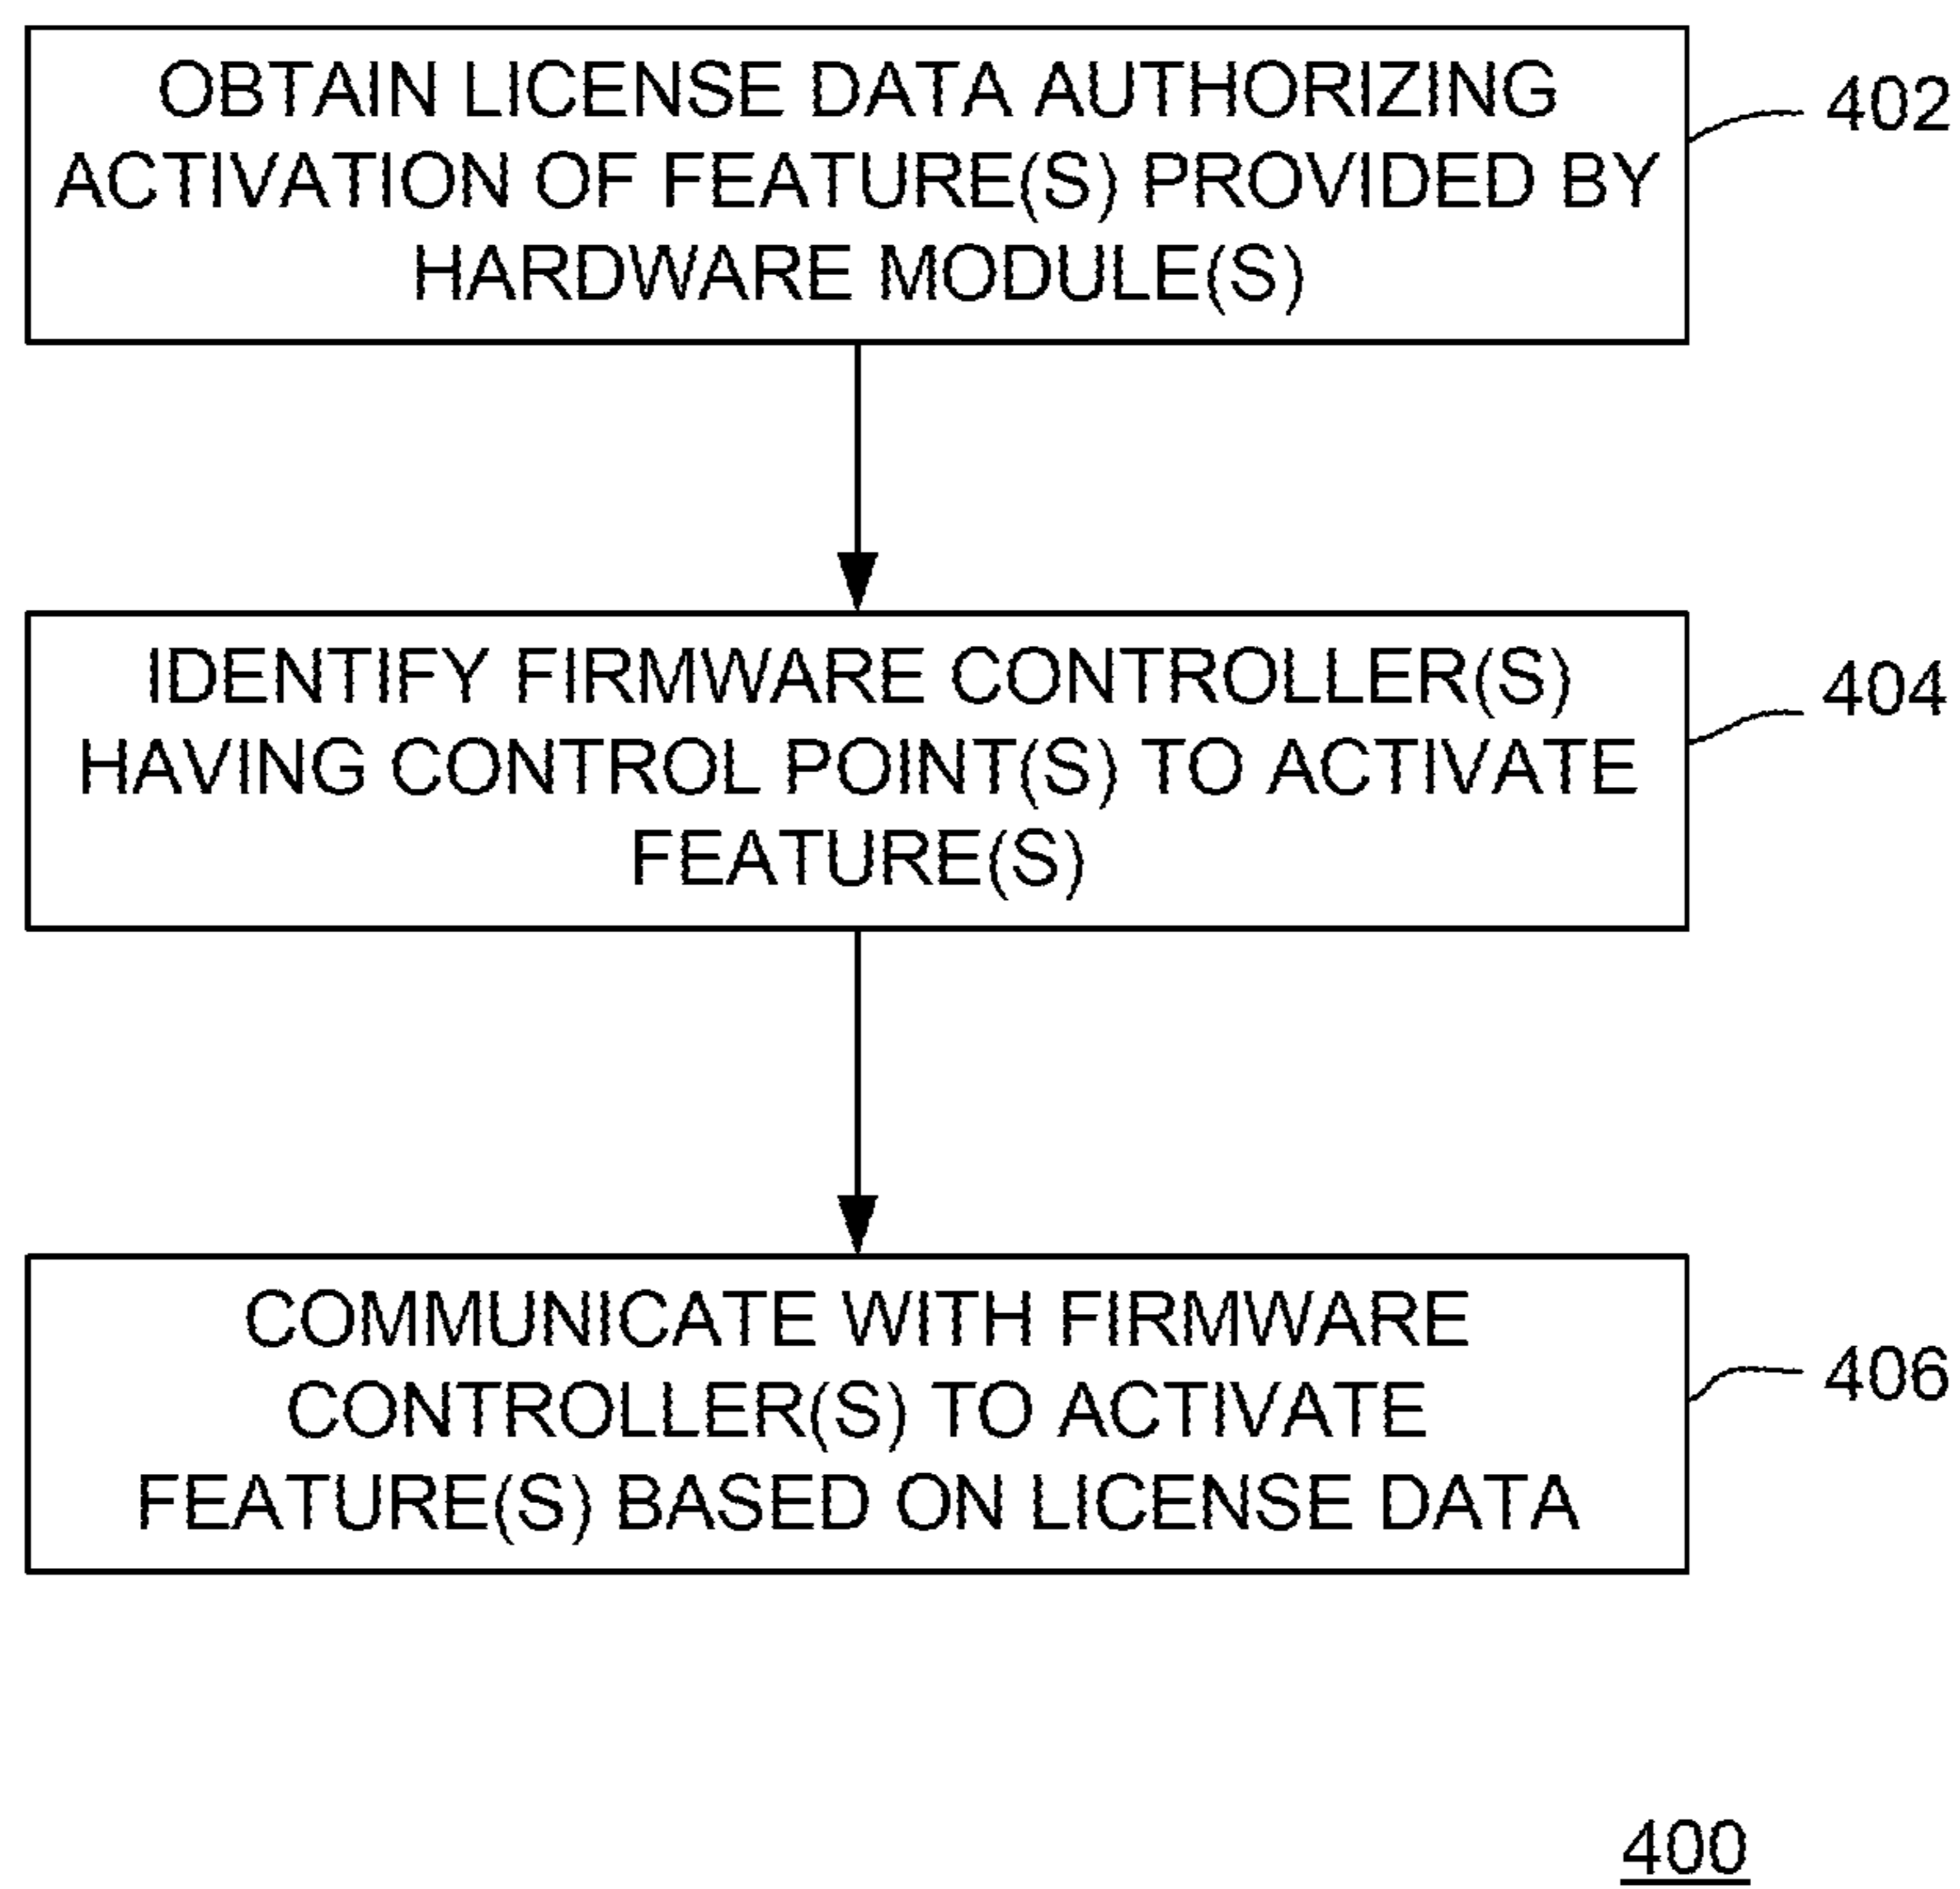 OBTAIN LICENSE DATA AUTHORIZING
ACTIVATION OF FEATURE(S) PROVIDED BY
HARDWARE MODULE(S)
402
IDENTIFY FIRMWARE CONTROLLER(S)
HAVING CONTROL POINT(S) TO ACTIVATE
FEATURE(S)
404
COMMUNICATE WITH FIRMWARE
CONTROLLER(S) TO ACTIVATE
FEATURE(S) BASED ON LICENSE DATA
406
400